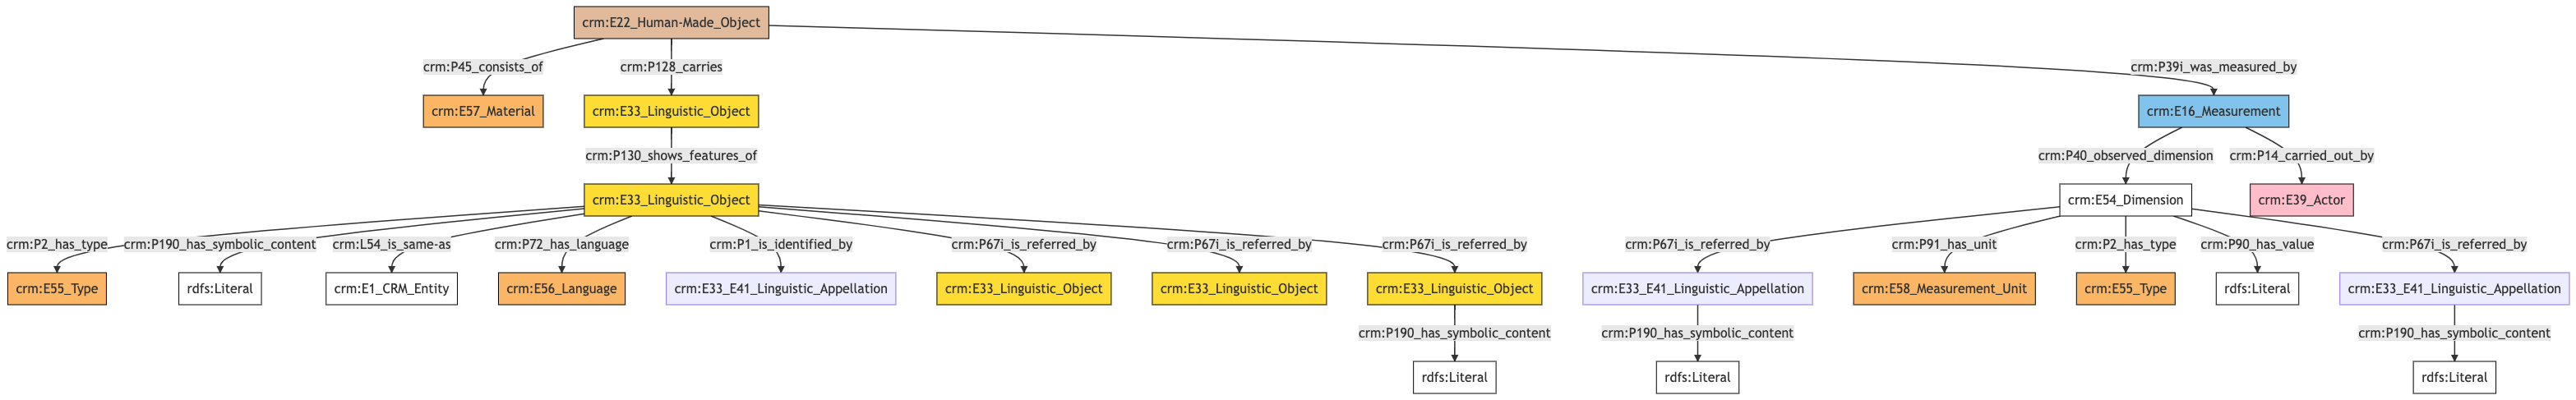 crm:E22_Human-Made_Object
crm:P45_consists_of crm:P128_carries crm:P39i_was_measured_by
crm:E57_Material crm:E33_Linguistic_Object crm:E16_Measurement
crm:P130_shows_features_of crm:P40_observed_dimension crm:P14_carried_out_by
crm:E33_Linguistic_Object crm:E54_Dimension crm:E39_Actor
crm:P2_has_type crm:P190_has_symbolic_content crm:L54_is_same-as crm:P72_has_language crm:P1_is_identified_by crm:P67i_is_referred_by crm:P67i_is_referred_by crm:P67i_is_referred_by crm:P67i_is_referred_by crm:P91_has_unit crm:P2_has_type crm:P90_has_value crm:P67i_is_referred_by
crm:E55_Type rdfs:Literal crm:E1_CRM_Entity crm:E56_Language crm:E33_E41_Linguistic_Appellation crm:E33_Linguistic_Object crm:E33_Linguistic_Object crm:E33_Linguistic_Object crm:E33_E41_Linguistic_Appellation crm:E58_Measurement_Unit crm:E55_Type rdfs:Literal crm:E33_E41_Linguistic_Appellation
crm:P190_has_symbolic_content crm:P190_has_symbolic_content crm:P190_has_symbolic_content
rdfs:Literal rdfs:Literal rdfs:Literal